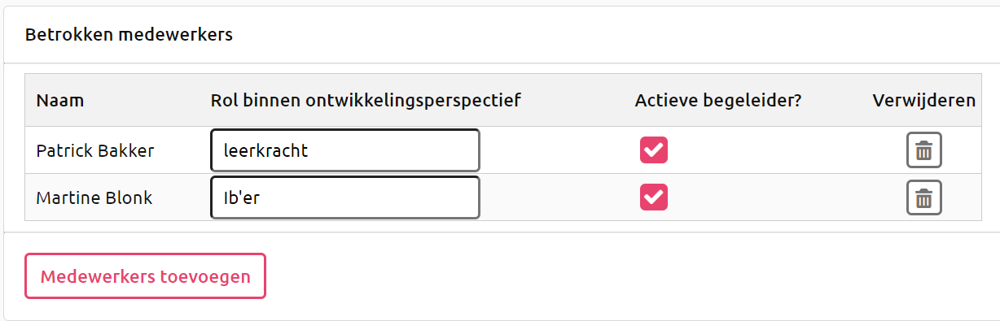 Betrokken medewerkers
Naam Rol binnen ontwikkelingsperspectief Actieve begeleider? Verwijderen
Patrick Bakker leerkracht
Martine Blonk Ib'er
Medewerkers toevoegen